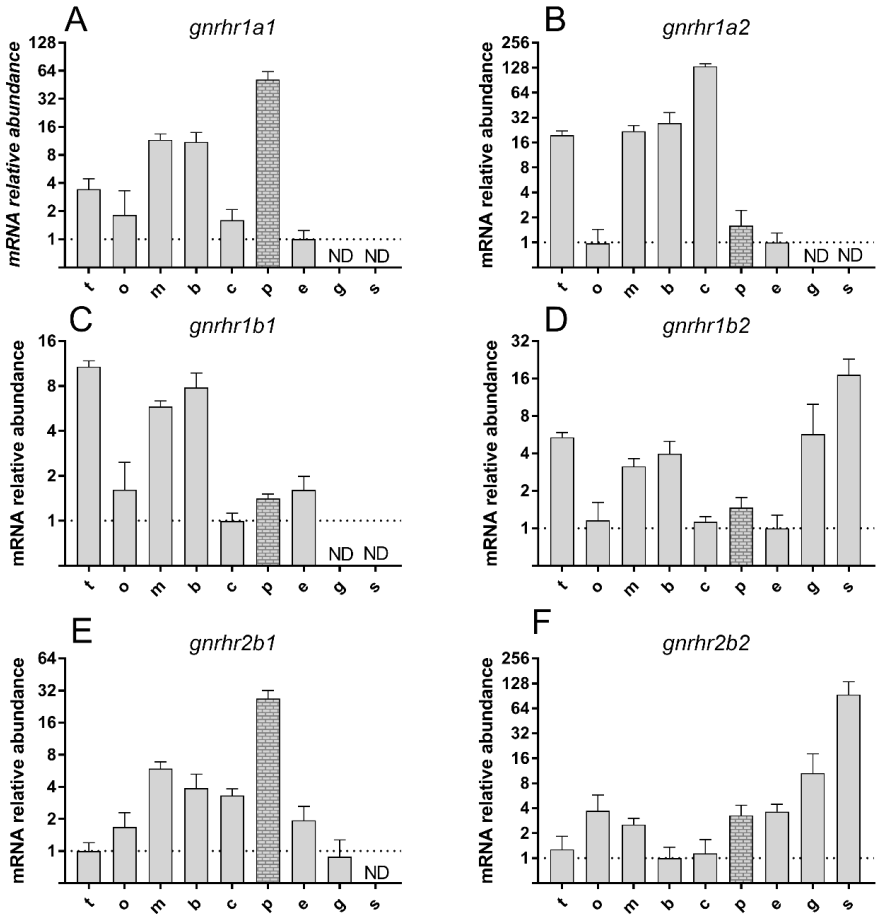 A
gnrhr1a1
mRNA relative abundance
128
64
32
16
8
4
2
1
ND ND
t o m b c p e g s
B
gnrhr1a2
mRNA relative abundance
256
128
64
32
16
8
4
2
1
ND ND
t o m b c p e g s
C
gnrhr1b1
mRNA relative abundance
16
8
4
2
1
ND ND
t o m b c p e g s
D
gnrhr1b2
mRNA relative abundance
32
16
8
4
2
1
t o m b c p e g s
E
gnrhr2b1
mRNA relative abundance
64
32
16
8
4
2
1
ND
t o m b c p e g s
F
gnrhr2b2
mRNA relative abundance
256
128
64
32
16
8
4
2
1
t o m b c p e g s